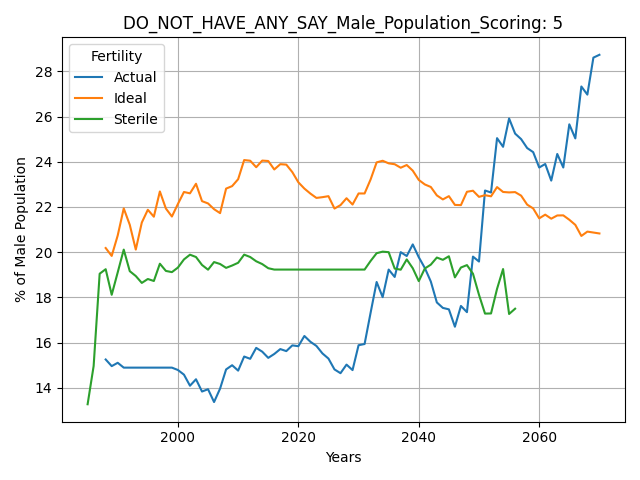 DO_NOT_HAVE_ANY_SAY_Male_Population_Scoring: 5
Fertility
Actual
Ideal
Sterile
% of Male Population
28
26
24
22
20
18
16
14
2000 2020 2040 2060
Years